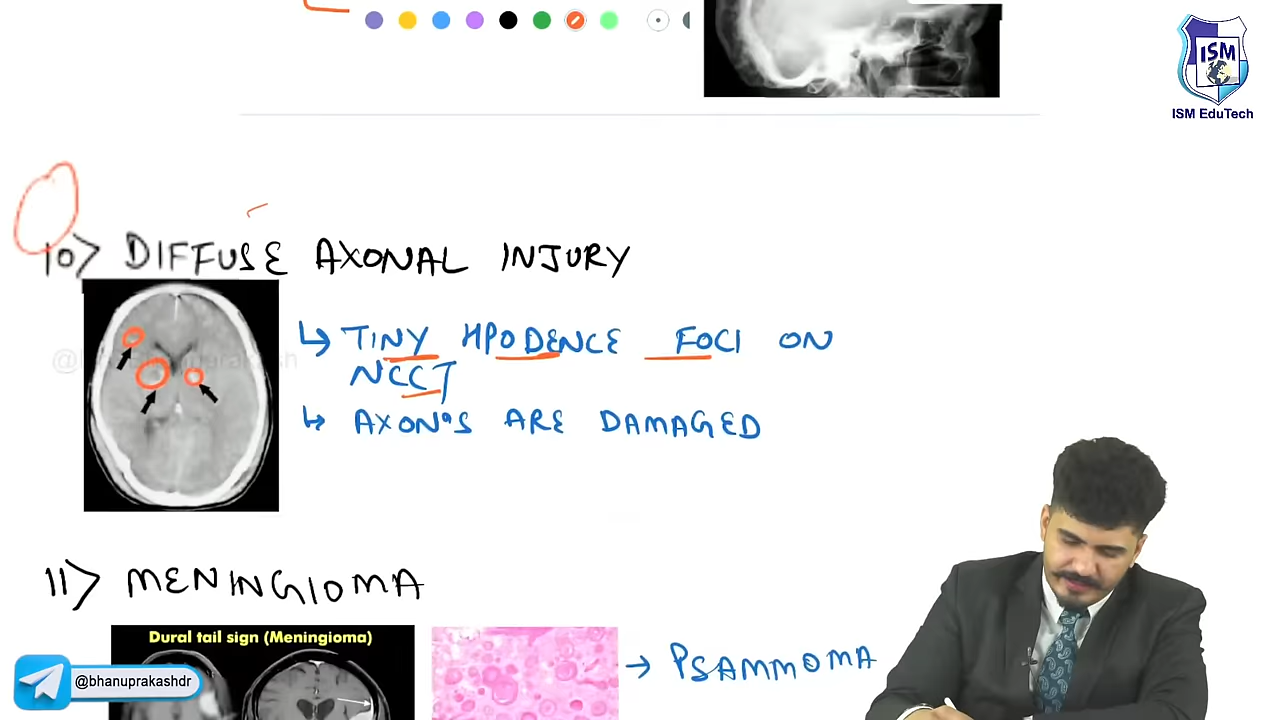 ISM
ISM EduTech
10> DIFFUSE AXONAL INJURY
↳ TINY HPODENCE FOCI ON
NCCT
↳ AXON'S ARE DAMAGED
11> MENINGIOMA
Dural tail sign (Meningioma)
→ PSAMMOMA
@bhanuprakashdr